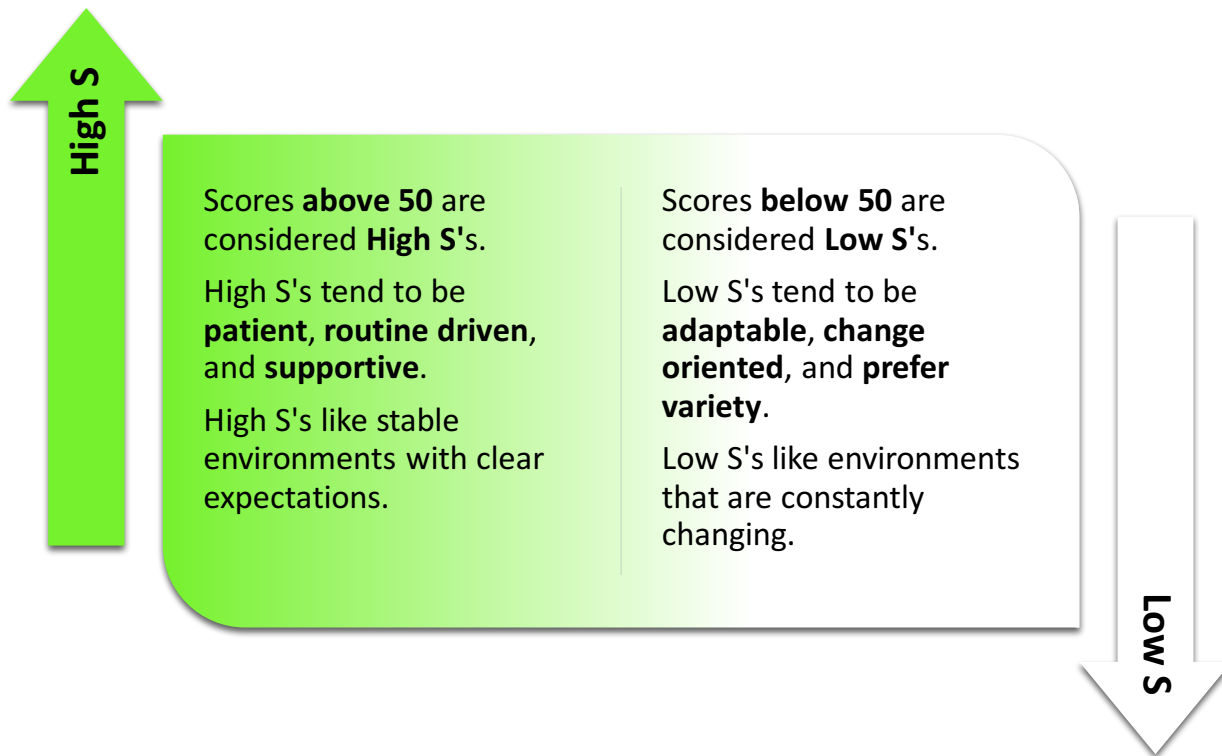 High S
Scores above 50 are
considered High S's.
High S's tend to be
patient, routine driven,
and supportive.
High S's like stable
environments with clear
expectations.
Scores below 50 are
considered Low S's.
Low S's tend to be
adaptable, change
oriented, and prefer
variety.
Low S's like environments
that are constantly
changing.
Low S